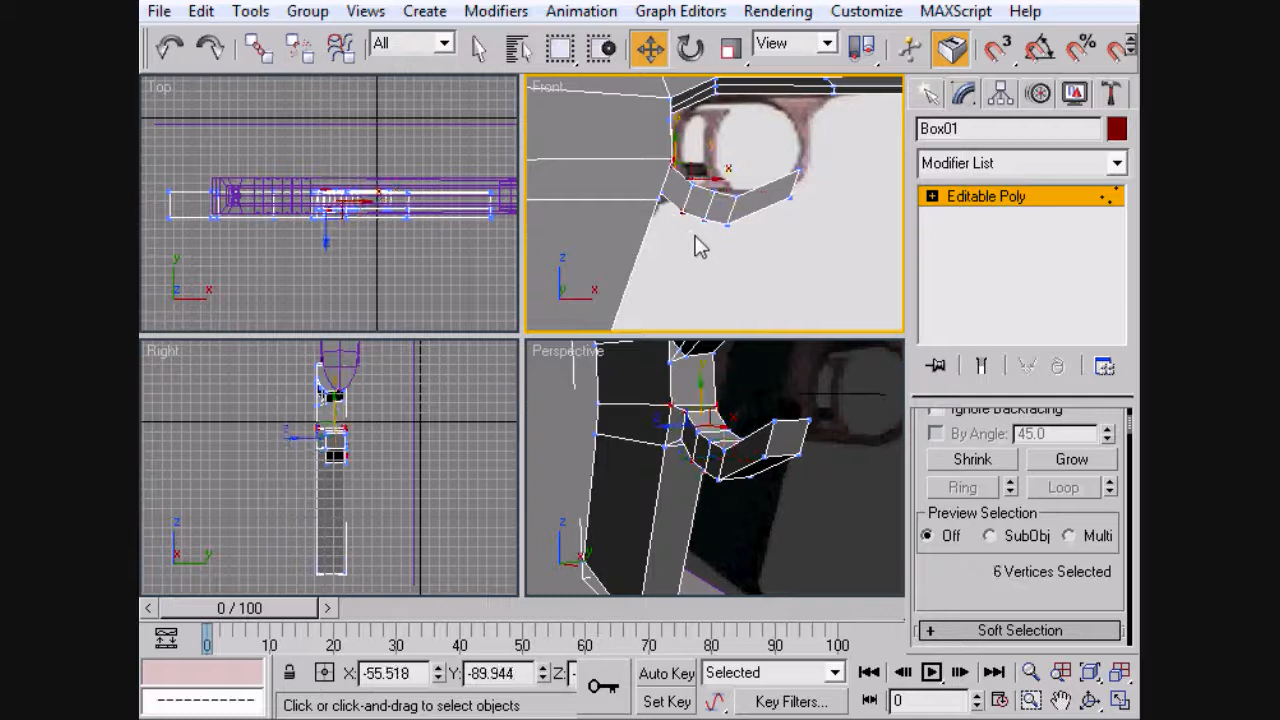 File Edit Tools Group Views Create Modifiers Animation Graph Editors Rendering Customize MAXScript Help
All View 3 %
Top Front
Box01
Modifier List
Editable Poly
x
y
z x
z
y x
Right Perspective
Ignore Backfacing
By Angle: 45.0
Shrink Grow
Ring Loop
Preview Selection
Off SubObj Multi
6 Vertices Selected
Soft Selection
0 / 100
0 10 20 30 40 50 60 70 80 90 100
X: -55.518 Y: -89.944 Z: Auto Key Selected
Click or click-and-drag to select objects Set Key Key Filters... 0